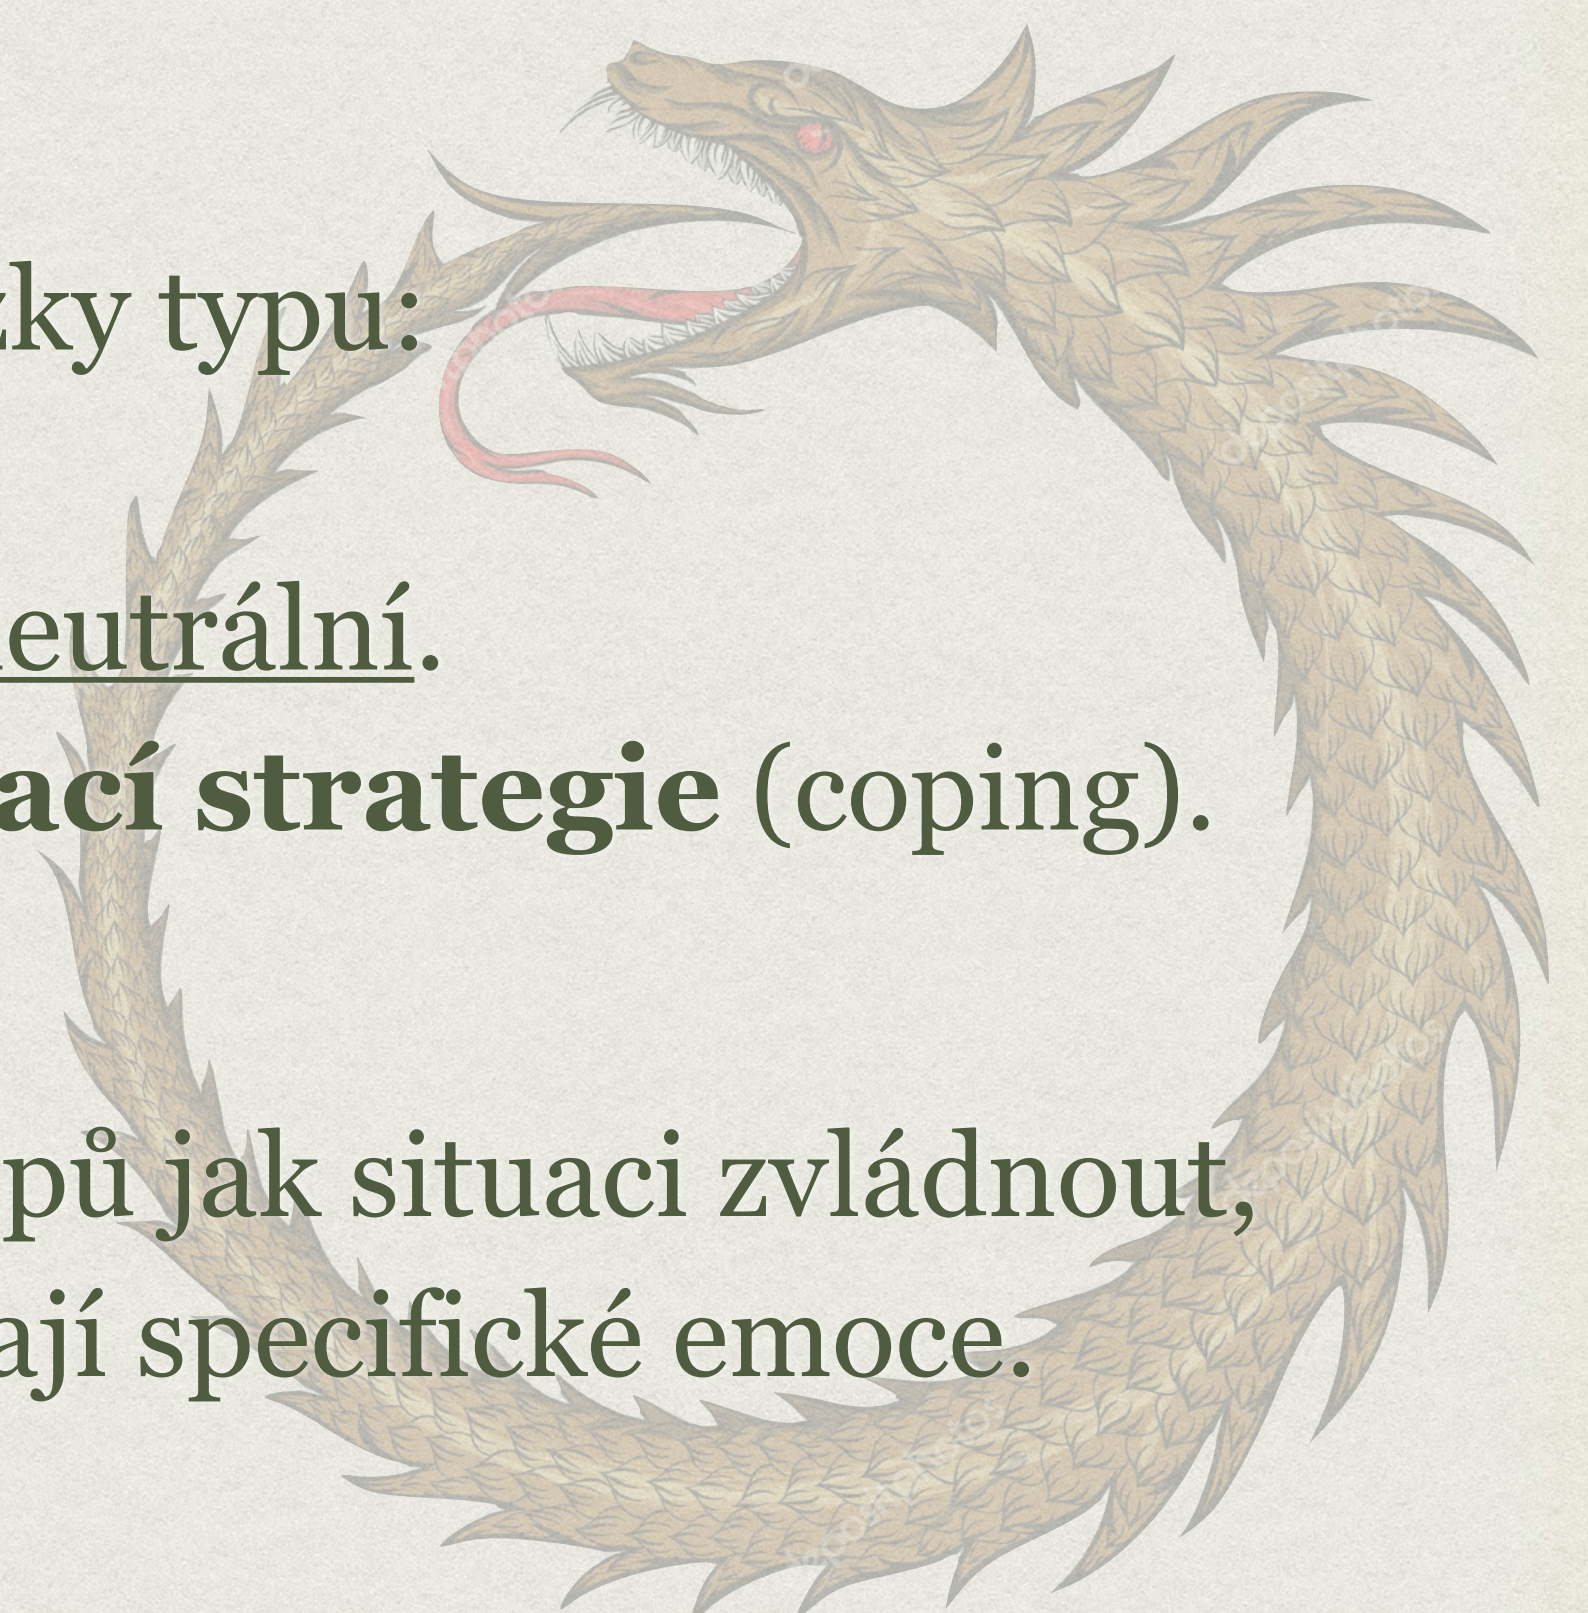 zky typu:
eutrální.
ací strategie (coping).
pů jak situaci zvládnout,
ají specifické emoce.